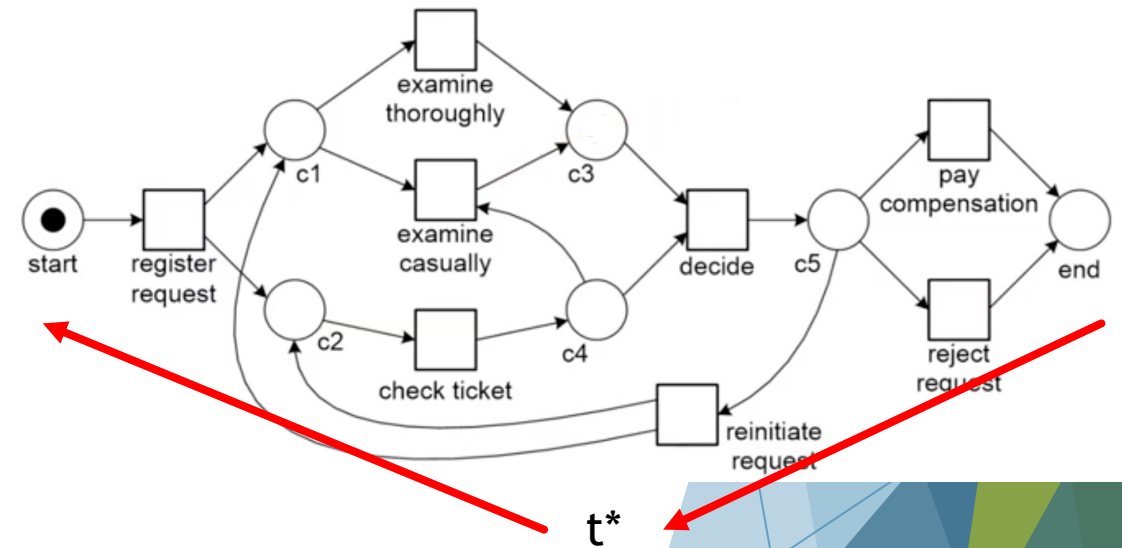 examine
thoroughly
c1
c3
pay
compensation
examine
casually
start
register
request
decide
c5
end
c2
c4
check ticket
reject
request
reinitiate
request
t*